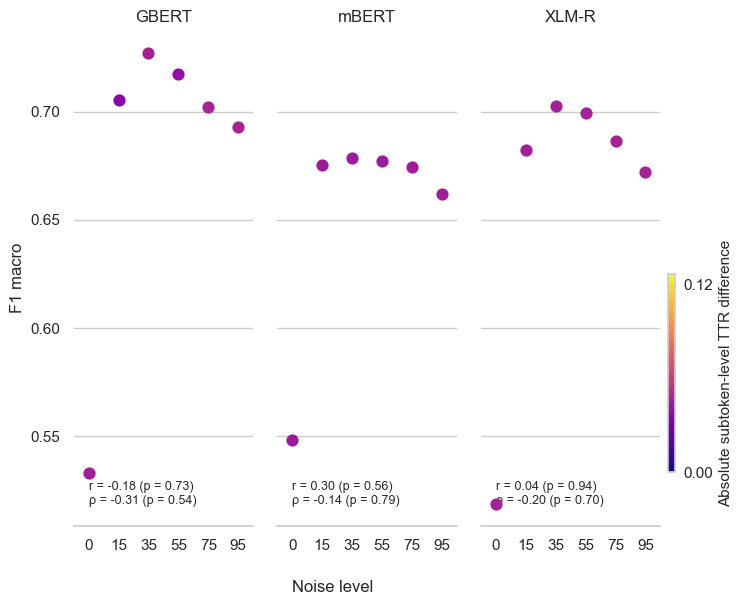 GBERT
mBERT
XLM-R
F1 macro
0.70
0.65
0.60
0.55
r = -0.18 (p = 0.73)
ρ = -0.31 (p = 0.54)
r = 0.30 (p = 0.56)
ρ = -0.14 (p = 0.79)
r = 0.04 (p = 0.94)
ρ = -0.20 (p = 0.70)
0 15 35 55 75 95
0 15 35 55 75 95
0 15 35 55 75 95
Noise level
0.12
0.00
Absolute subtoken-level TTR difference